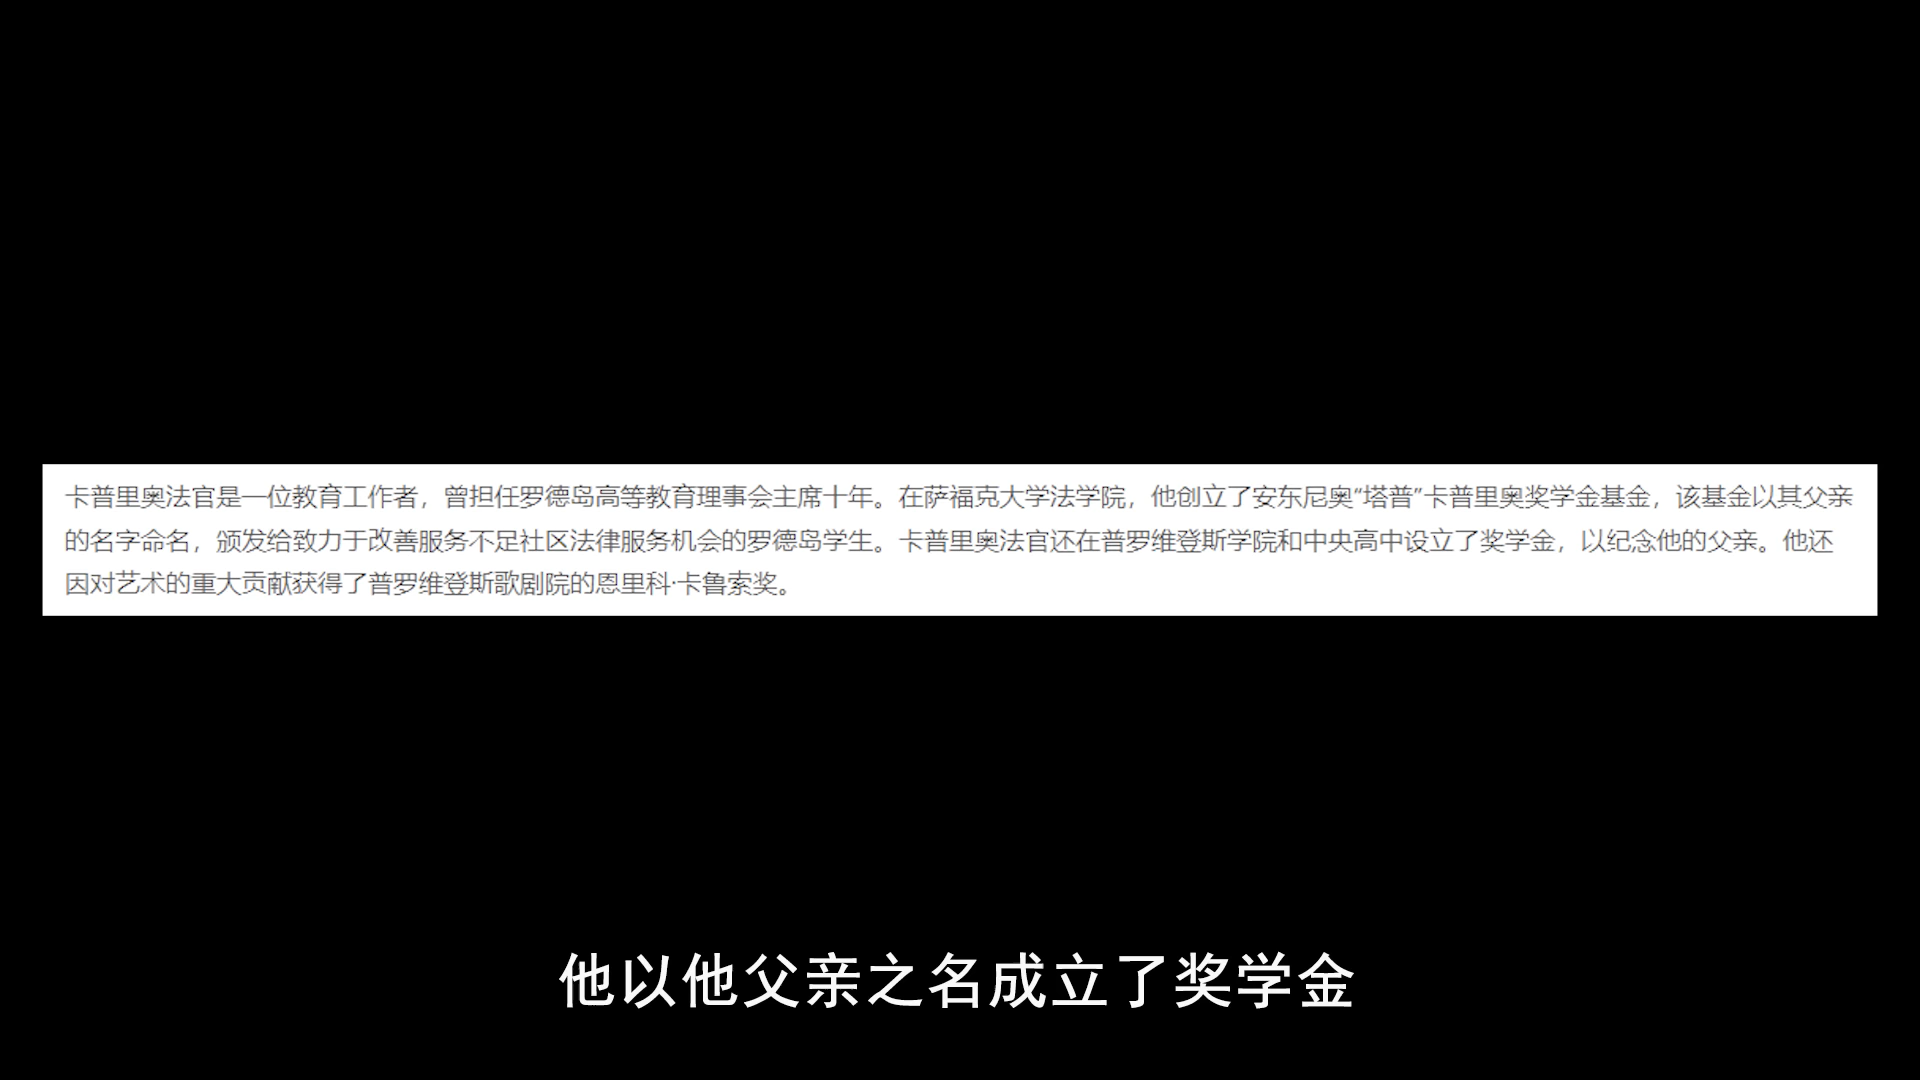 卡普里奥法官是一位教育工作者，曾担任罗德岛高等教育理事会主席十年。在萨福克大学法学院，他创立了安东尼奥“塔普”卡普里奥奖学金基金，该基金以其父亲
的名字命名，颁发给致力于改善服务不足社区法律服务机会的罗德岛学生。卡普里奥法官还在普罗维登斯学院和中央高中设立了奖学金，以纪念他的父亲。他还
因对艺术的重大贡献获得了普罗维登斯歌剧院的恩里科·卡鲁索奖。
他以他父亲之名成立了奖学金